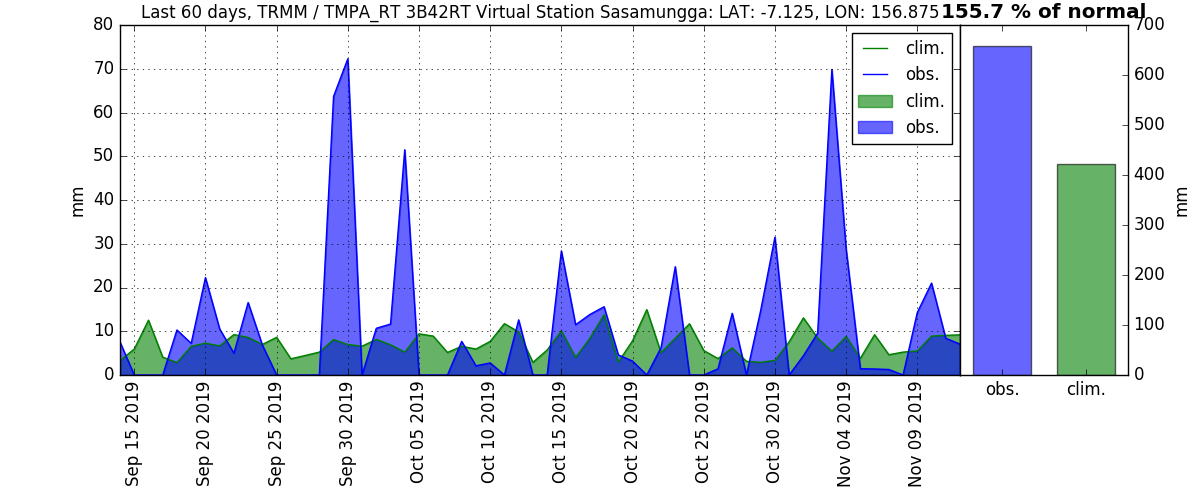 Last 60 days, TRMM / TMPA_RT 3B42RT Virtual Station Sasamungga: LAT: -7.125, LON: 156.875
155.7 % of normal
80
70
60
50
40
30
20
10
0
mm
clim.
obs.
clim.
obs.
Sep 15 2019
Sep 20 2019
Sep 25 2019
Sep 30 2019
Oct 05 2019
Oct 10 2019
Oct 15 2019
Oct 20 2019
Oct 25 2019
Oct 30 2019
Nov 04 2019
Nov 09 2019
700
600
500
400
300
200
100
0
mm
obs.
clim.